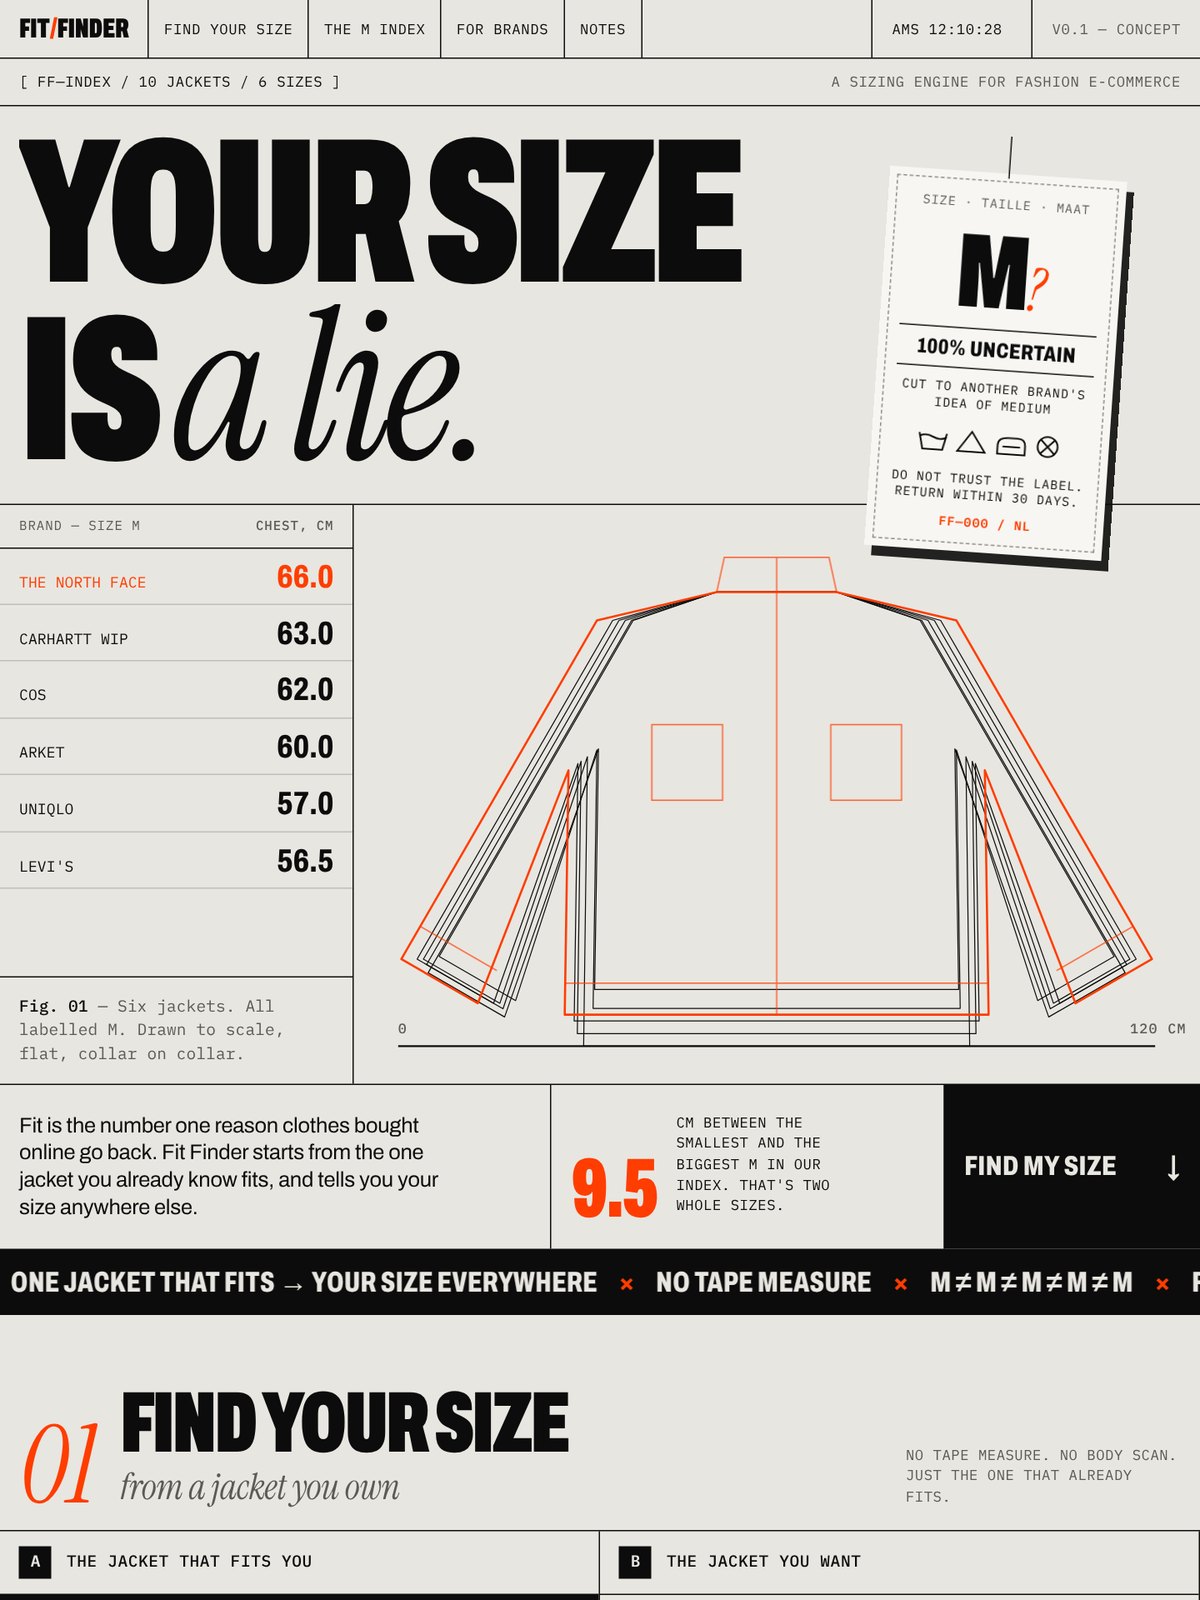 FIT/FINDER
FIND YOUR SIZE
THE M INDEX
FOR BRANDS
NOTES
AMS 12:10:28
V0.1 — CONCEPT
[ FF—INDEX / 10 JACKETS / 6 SIZES ]
A SIZING ENGINE FOR FASHION E-COMMERCE
YOUR SIZE
IS a lie.
SIZE · TAILLE · MAAT
M?
100% UNCERTAIN
CUT TO ANOTHER BRAND'S
IDEA OF MEDIUM
DO NOT TRUST THE LABEL.
RETURN WITHIN 30 DAYS.
FF—000 / NL
BRAND — SIZE M CHEST, CM
THE NORTH FACE 66.0
CARHARTT WIP 63.0
COS 62.0
ARKET 60.0
UNIQLO 57.0
LEVI'S 56.5
Fig. 01 — Six jackets. All
labelled M. Drawn to scale,
flat, collar on collar.
0
120 CM
Fit is the number one reason clothes bought
online go back. Fit Finder starts from the one
jacket you already know fits, and tells you your
size anywhere else.
9.5
CM BETWEEN THE
SMALLEST AND THE
BIGGEST M IN OUR
INDEX. THAT'S TWO
WHOLE SIZES.
FIND MY SIZE ↓
ONE JACKET THAT FITS → YOUR SIZE EVERYWHERE × NO TAPE MEASURE × M≠M≠M≠M≠M ×
01
FIND YOUR SIZE
from a jacket you own
NO TAPE MEASURE. NO BODY SCAN.
JUST THE ONE THAT ALREADY
FITS.
A THE JACKET THAT FITS YOU
B THE JACKET YOU WANT